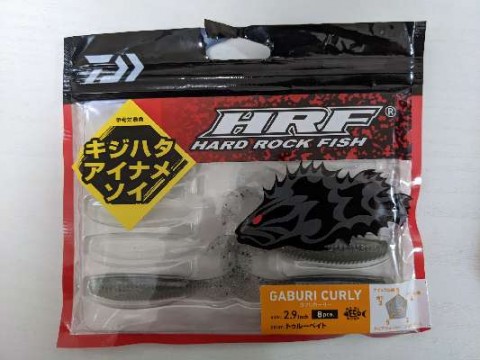 キジハタ
アイナメ
ソイ
HRF®
HARD ROCK FISH
GABURI CURLY
2.9inch 8pcs.
トゥルーベイト